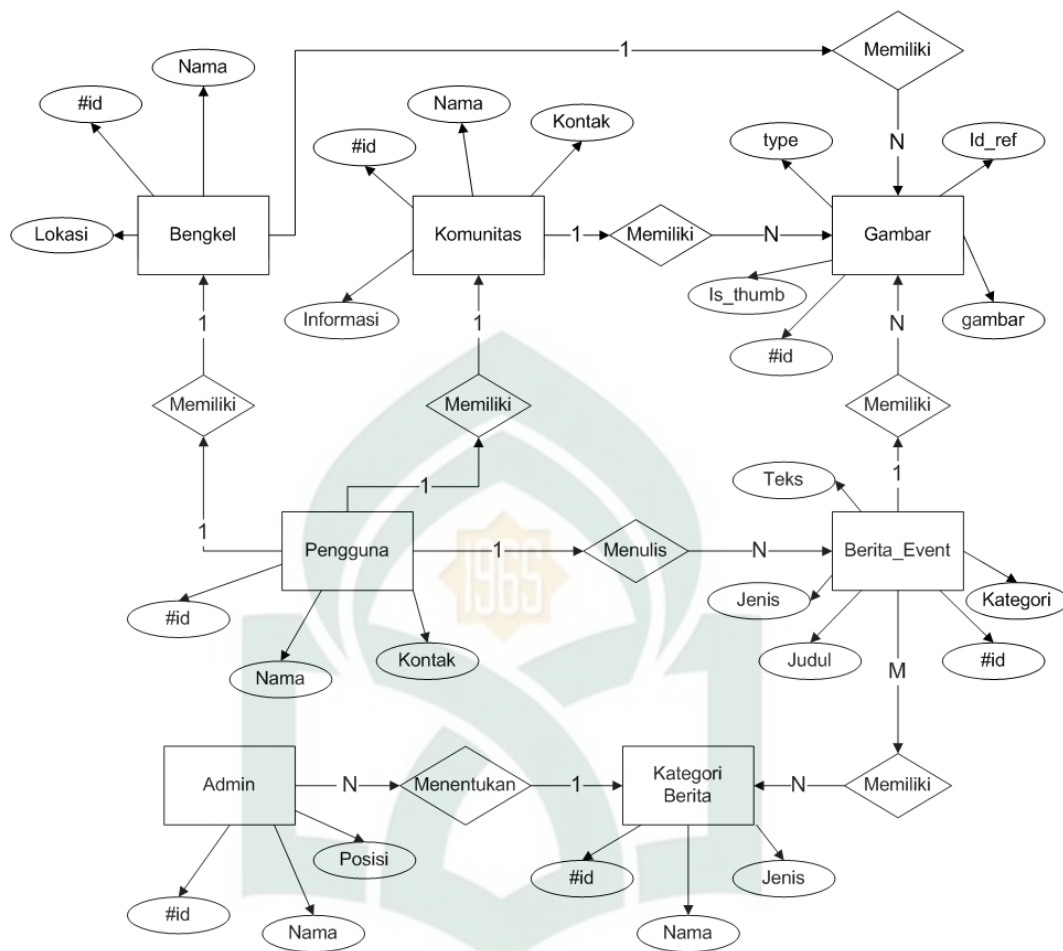 1
Memiliki
Nama
#id
Nama
Kontak
#id
N
type
Id_ref
Lokasi
Bengkel
Komunitas
1
Memiliki
N
Gambar
Is_thumb
Informasi
gambar
#id
1
1
N
Memiliki
Memiliki
Memiliki
1
1
Teks
1
Pengguna
1
Menulis
N
Berita_Event
1965
#id
Jenis
Kategori
Nama
Kontak
Judul
#id
M
Admin
N
Menentukan
1
Kategori
Berita
N
Memiliki
Posisi
#id
Jenis
#id
Nama
Nama